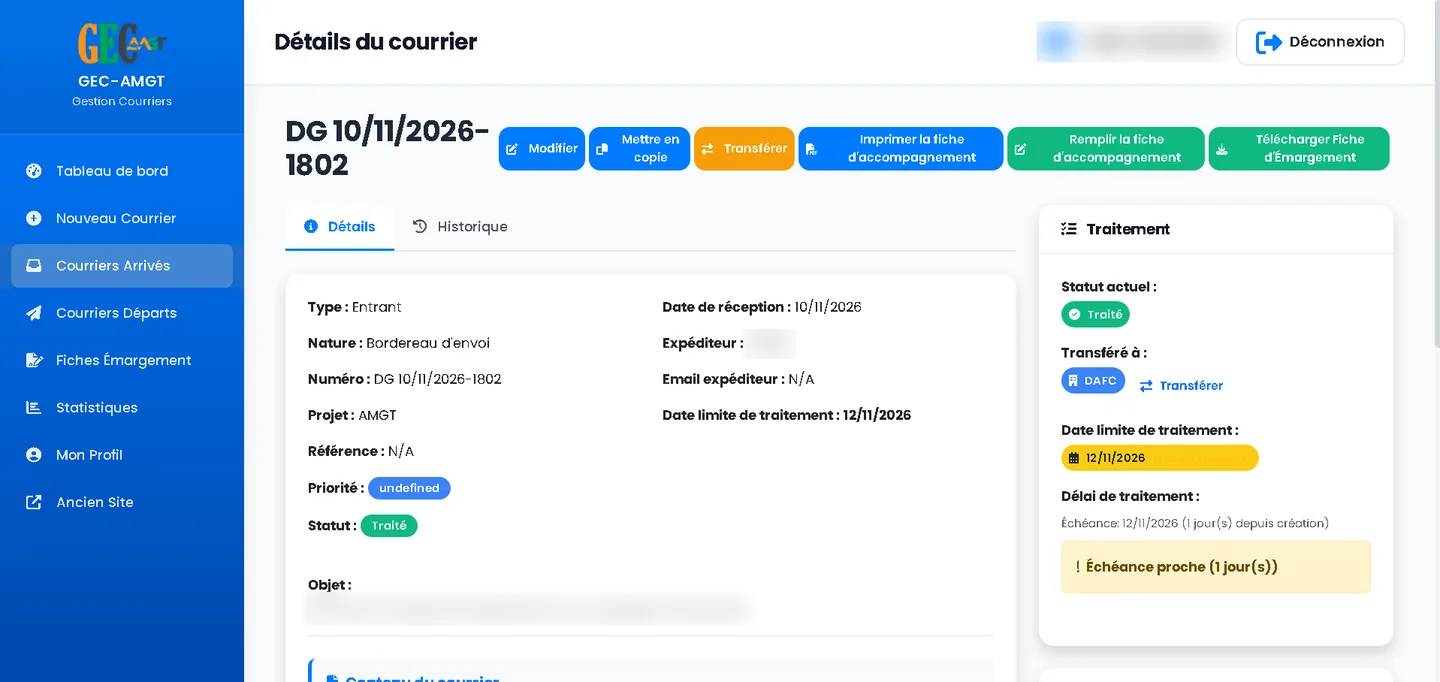 GECAMGT
GEC-AMGT
Gestion Courriers
Tableau de bord
Nouveau Courrier
Courriers Arrivés
Courriers Départs
Fiches Émargement
Statistiques
Mon Profil
Ancien Site
Détails du courrier
Déconnexion
DG 10/11/2026-
1802
Modifier
Mettre en
copie
Transférer
Imprimer la fiche
d'accompagnement
Remplir la fiche
d'accompagnement
Télécharger Fiche
d'Émargement
Détails
Historique
Type : Entrant
Nature : Bordereau d'envoi
Numéro : DG 10/11/2026-1802
Projet : AMGT
Référence : N/A
Priorité : undefined
Statut : Traité
Date de réception : 10/11/2026
Expéditeur :
Email expéditeur : N/A
Date limite de traitement : 12/11/2026
Objet :
Contenu du courrier
Traitement
Statut actuel :
Traité
Transféré à :
DAFC
Transférer
Date limite de traitement :
12/11/2026
Délai de traitement :
Échéance: 12/11/2026 (1 jour(s) depuis création)
! Échéance proche (1 jour(s))